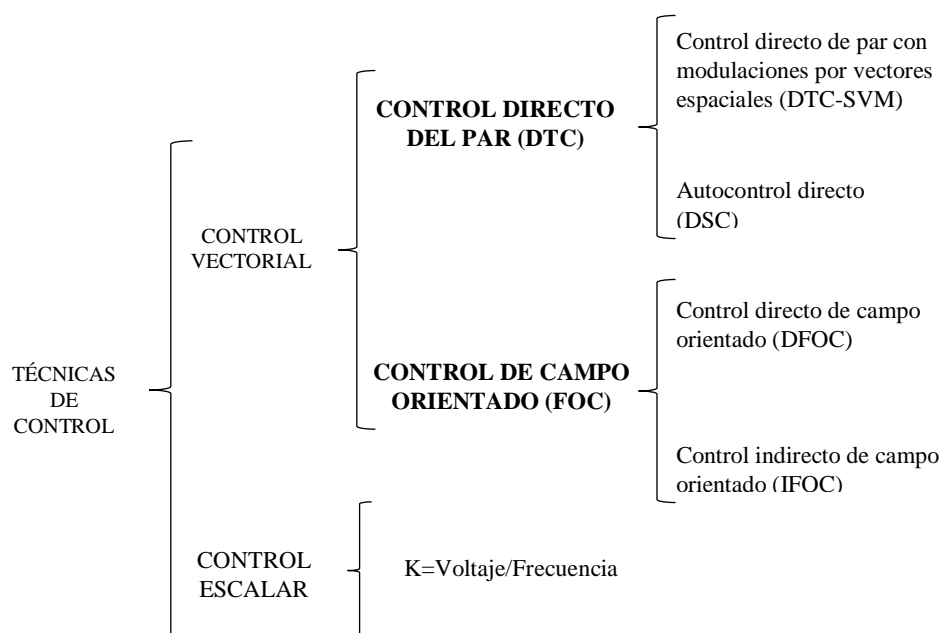 TÉCNICAS
DE
CONTROL
CONTROL
VECTORIAL
CONTROL DIRECTO
DEL PAR (DTC)
Control directo de par con
modulaciones por vectores
espaciales (DTC-SVM)
Autocontrol directo
(DSC)
CONTROL DE CAMPO
ORIENTADO (FOC)
Control directo de campo
orientado (DFOC)
Control indirecto de campo
orientado (IFOC)
CONTROL
ESCALAR
K=Voltaje/Frecuencia